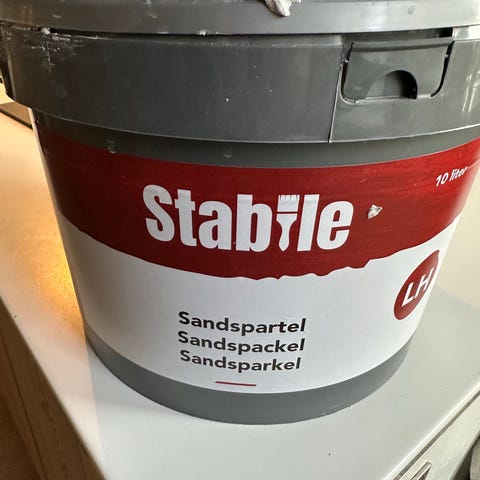 10 liter
Stabile
LH
Sandspartel
Sandspackel
Sandsparkel